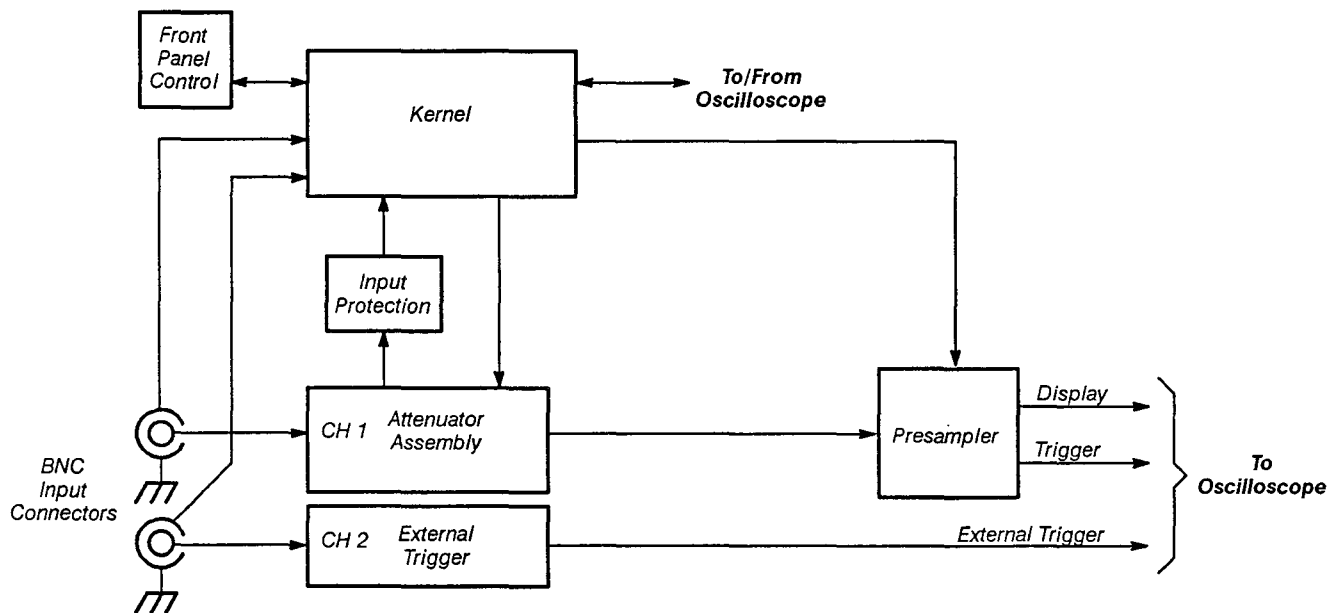 Front
Panel
Control
Kernel
To/From
Oscilloscope
Input
Protection
CH 1 Attenuator
Assembly
Presampler
Display
Trigger
To
Oscilloscope
BNC
Input
Connectors
CH 2 External
Trigger
External Trigger